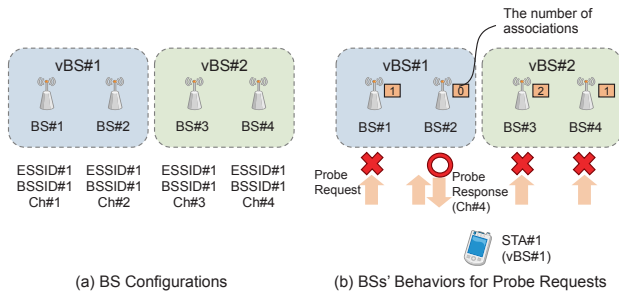 The number of
associations
vBS#1
vBS#2
BS#1
BS#2
BS#3
BS#4
ESSID#1
BSSID#1
Ch#1
ESSID#1
BSSID#1
Ch#2
ESSID#1
BSSID#1
Ch#3
ESSID#1
BSSID#1
Ch#4
(a) BS Configurations
vBS#1
vBS#2
1
0
2
1
BS#1
BS#2
BS#3
BS#4
Probe
Request
Probe
Response
(Ch#4)
STA#1
(vBS#1)
(b) BSs' Behaviors for Probe Requests